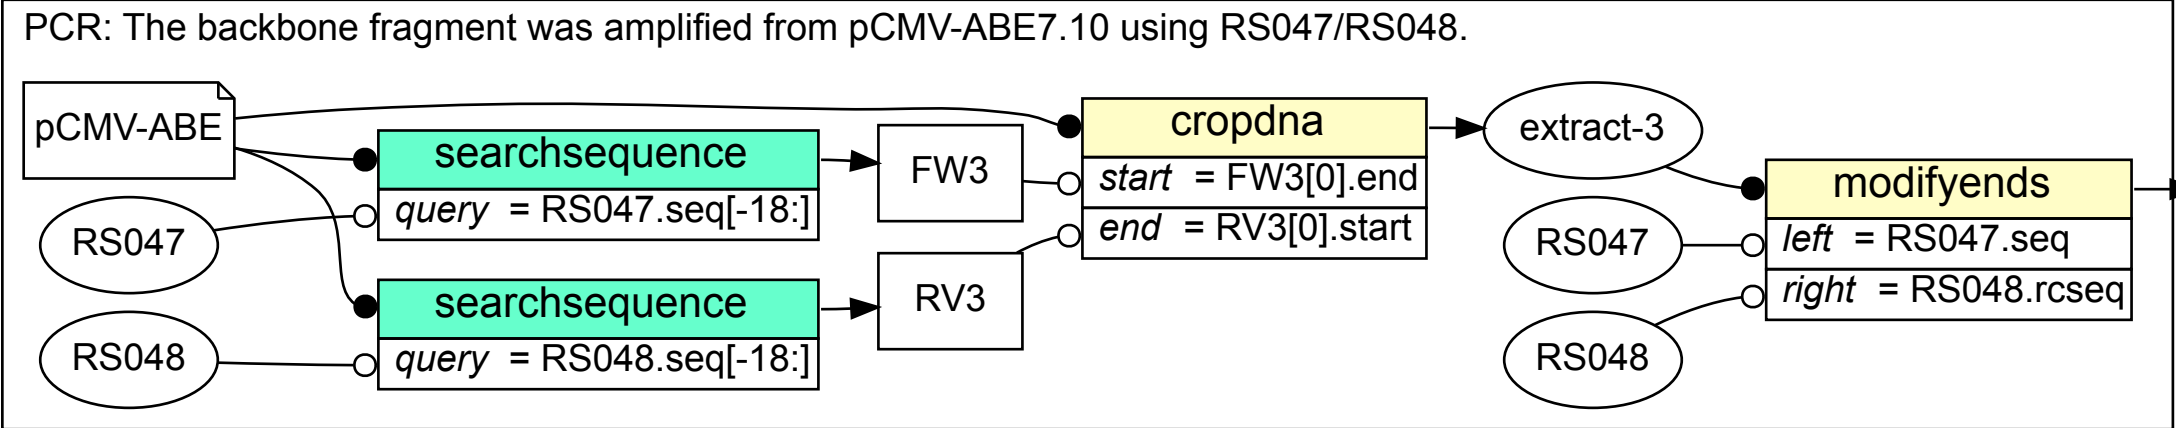 PCR: The backbone fragment was amplified from pCMV-ABE7.10 using RS047/RS048.
pCMV-ABE
RS047
RS048
searchsequence
query = RS047.seq[-18:]
searchsequence
query = RS048.seq[-18:]
FW3
RV3
cropdna
start = FW3[0].end
end = RV3[0].start
extract-3
RS047
RS048
modifyends
left = RS047.seq
right = RS048.rcseq